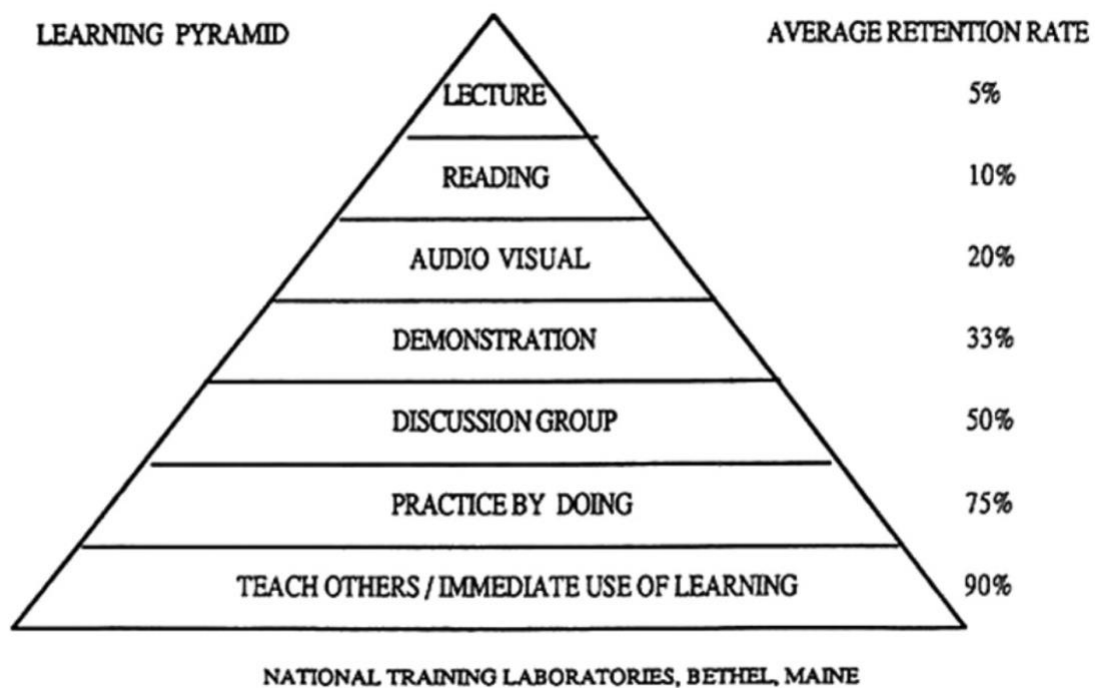 LEARNING PYRAMID
AVERAGE RETENTION RATE
LECTURE 5%
READING 10%
AUDIO VISUAL 20%
DEMONSTRATION 33%
DISCUSSION GROUP 50%
PRACTICE BY DOING 75%
TEACH OTHERS / IMMEDIATE USE OF LEARNING 90%
NATIONAL TRAINING LABORATORIES, BETHEL, MAINE